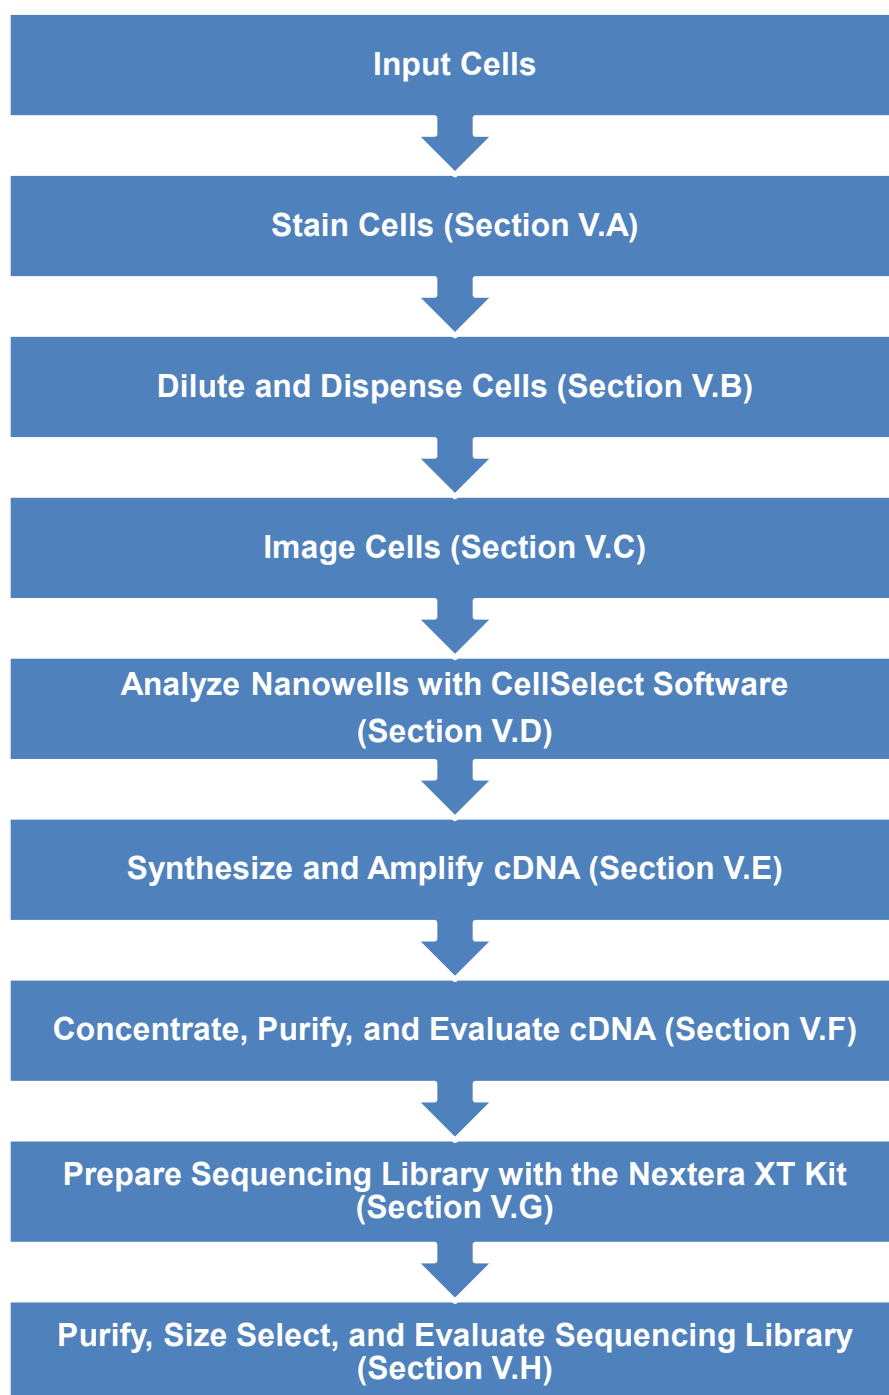 Input Cells
Stain Cells (Section V.A)
Dilute and Dispense Cells (Section V.B)
Image Cells (Section V.C)
Analyze Nanowells with CellSelect Software
(Section V.D)
Synthesize and Amplify cDNA (Section V.E)
Concentrate, Purify, and Evaluate cDNA (Section V.F)
Prepare Sequencing Library with the Nextera XT Kit
(Section V.G)
Purify, Size Select, and Evaluate Sequencing Library
(Section V.H)